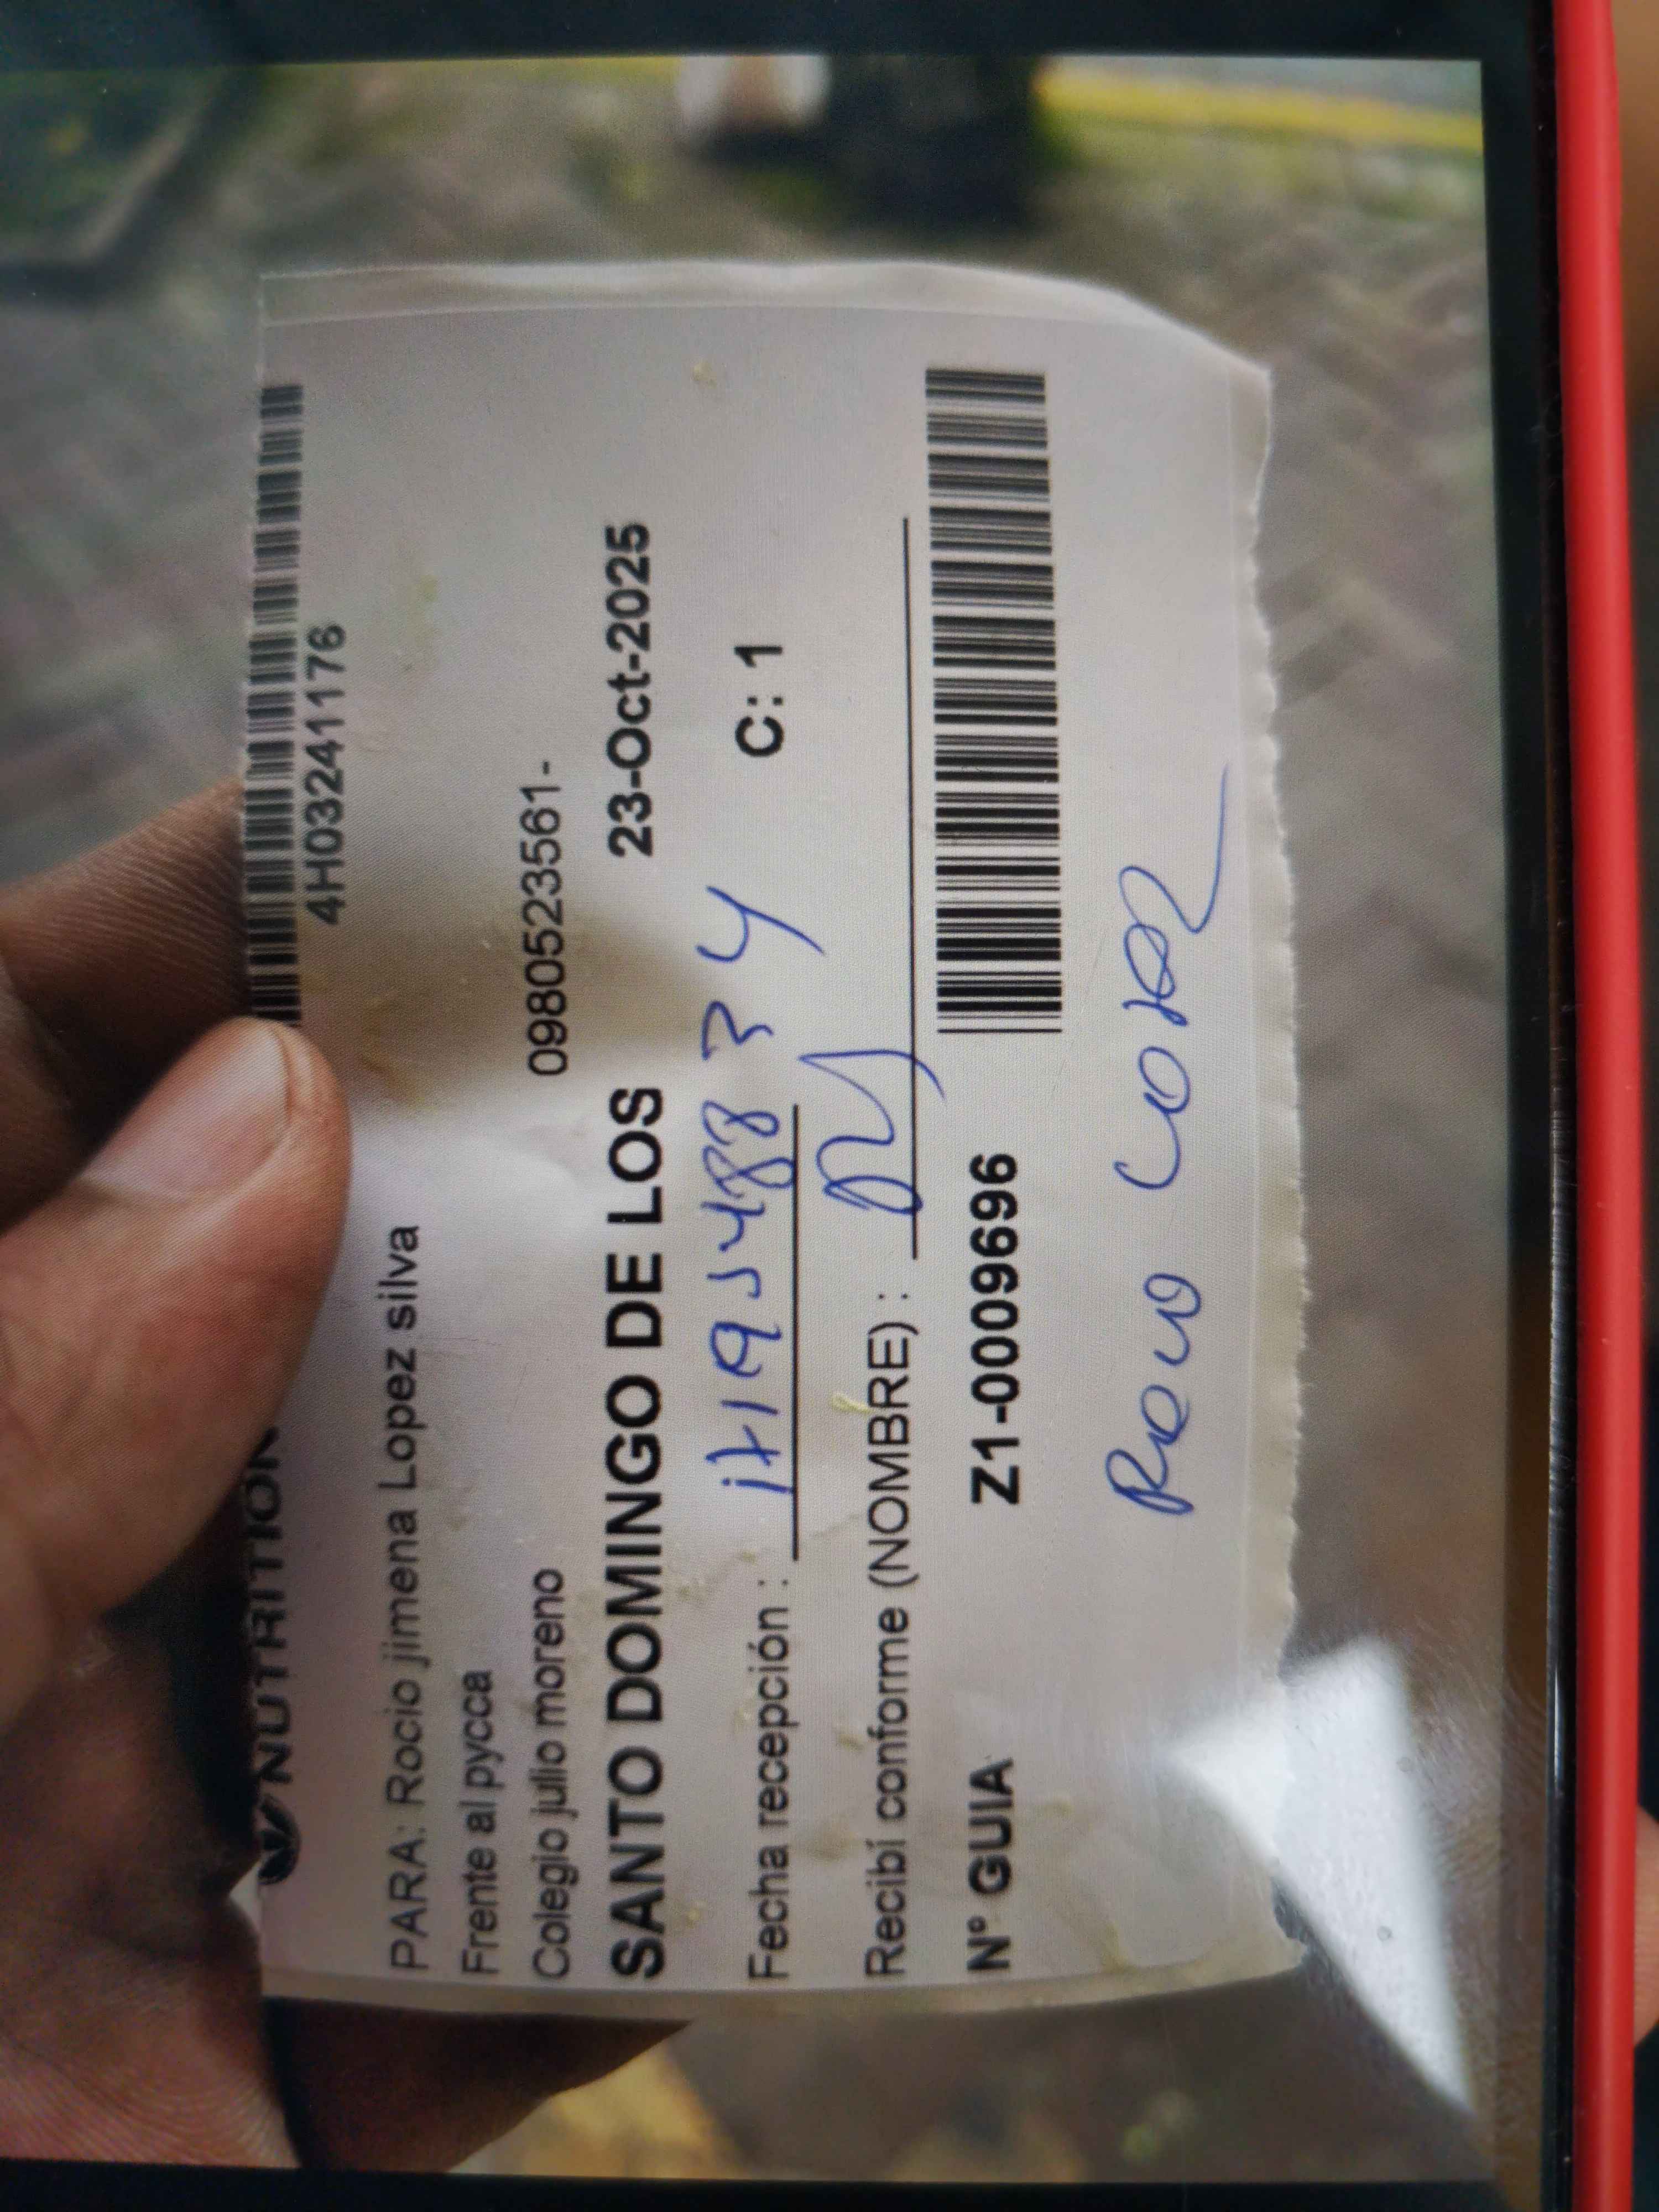 NUTRITION
4H03241176
PARA: Rocio jimena Lopez silva
Frente al pycca
Colegio julio moreno 0980523561-
SANTO DOMINGO DE LOS 23-Oct-2025
Fecha recepción : C: 1
Recibí conforme (NOMBRE) :
N° GUIA Z1-0009696